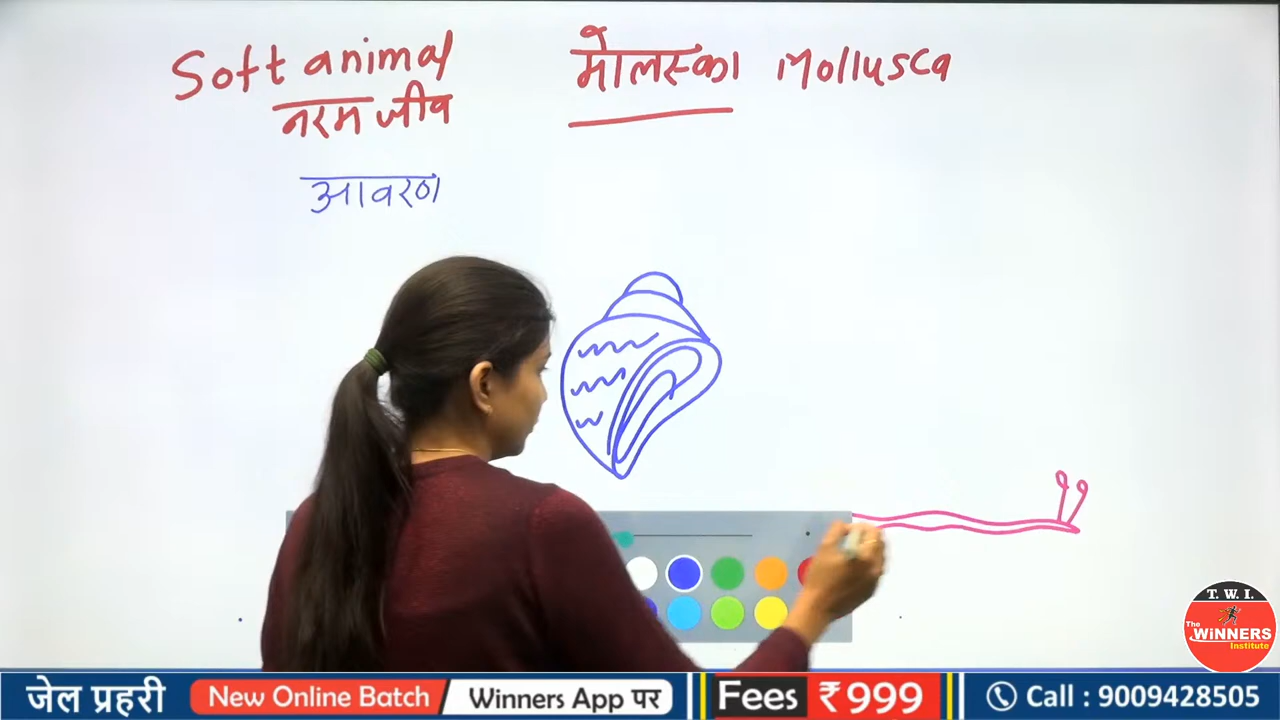 Soft animal
नरम जीव
मोलस्का Mollusca
आवरण
T. W. I.
The
WiNNERS
Institute
जेल प्रहरी New Online Batch Winners App पर Fees ₹999 Call : 9009428505